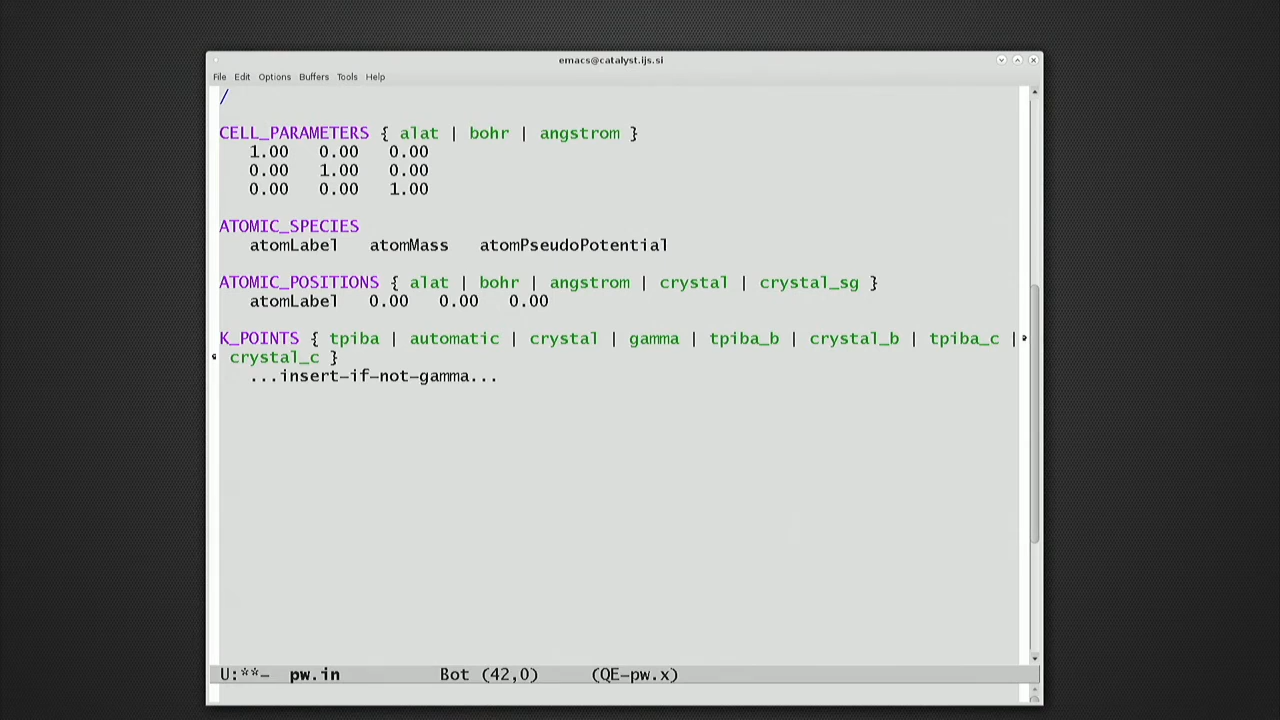 emacs@catalyst.ijs.si
File Edit Options Buffers Tools Help
/
CELL_PARAMETERS { alat | bohr | angstrom }
1.00 0.00 0.00
0.00 1.00 0.00
0.00 0.00 1.00
ATOMIC_SPECIES
atomLabel atomMass atomPseudoPotential
ATOMIC_POSITIONS { alat | bohr | angstrom | crystal | crystal_sg }
atomLabel 0.00 0.00 0.00
K_POINTS { tpiba | automatic | crystal | gamma | tpiba_b | crystal_b | tpiba_c |
crystal_c }
...insert-if-not-gamma...
U:**- pw.in Bot (42,0) (QE-pw.x)